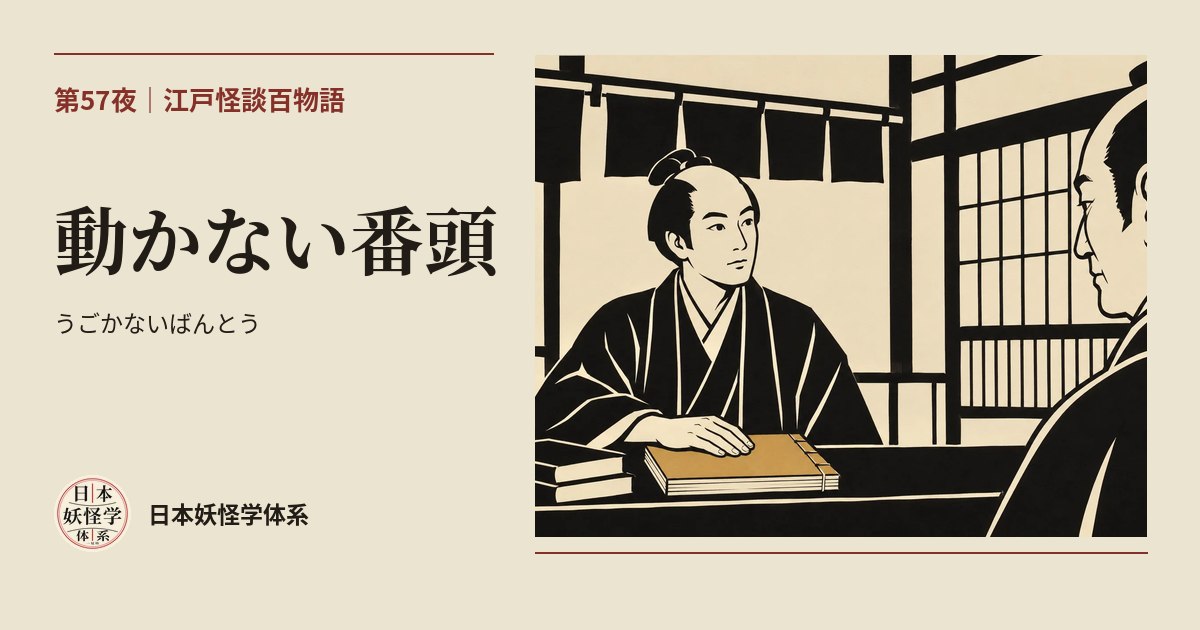 第57夜｜江戸怪談百物語
動かない番頭
うごかないばんとう
日本
妖怪学
体系
日本妖怪学体系